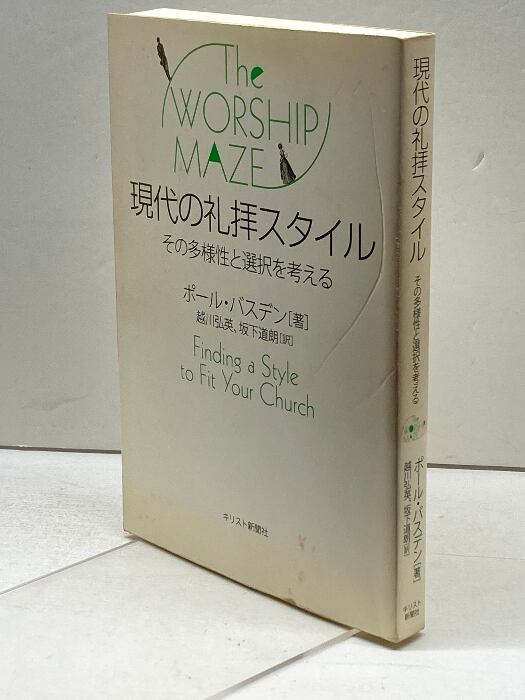 The
WORSHIP
MAZE
現代の礼拝スタイル
その多様性と選択を考える
ポール・バスデン[著]
越川弘英、坂下道朗[訳]
Finding a Style
to Fit Your Church
キリスト新聞社
現代の礼拝スタイル
その多様性と選択を考える
The
WORSHIP
MAZE
ポール・バスデン[著]
越川弘英、坂下道朗[訳]
キリスト
新聞社